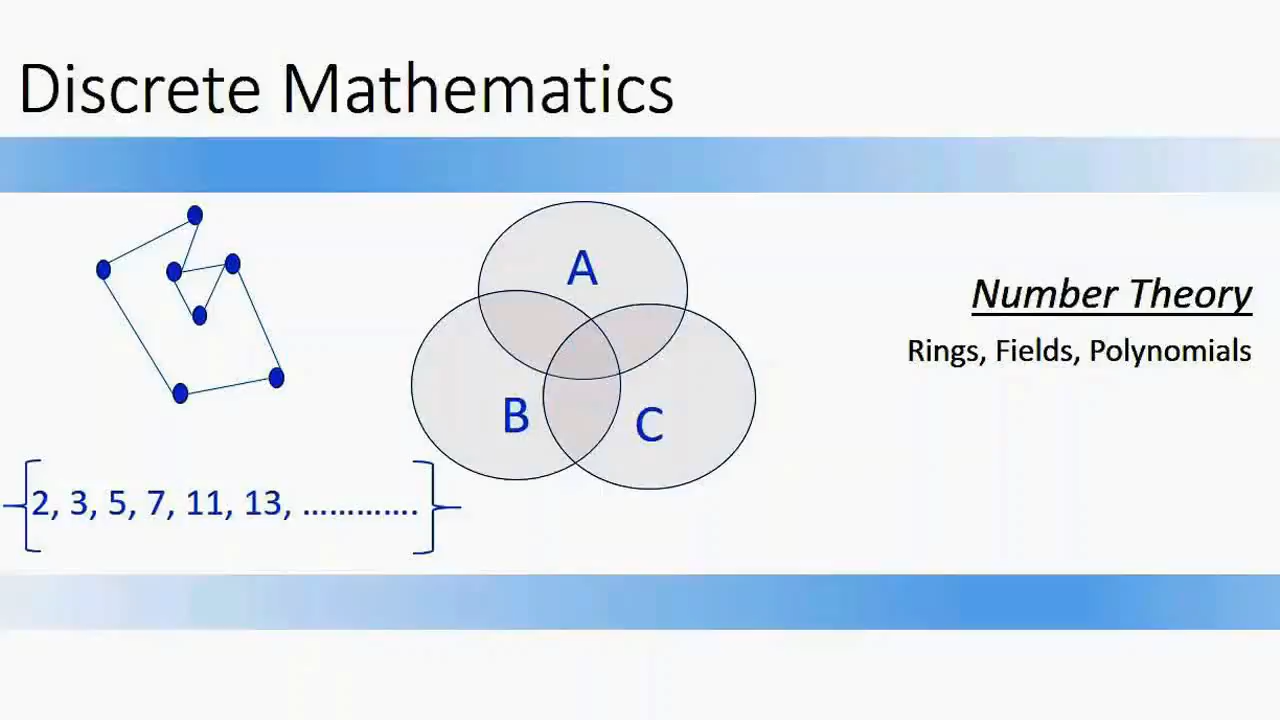 Discrete Mathematics
A
B
C
Number Theory
Rings, Fields, Polynomials
2, 3, 5, 7, 11, 13, .............